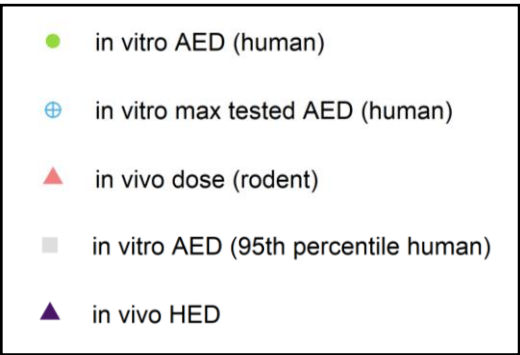 in vitro AED (human)
in vitro max tested AED (human)
in vivo dose (rodent)
in vitro AED (95th percentile human)
in vivo HED